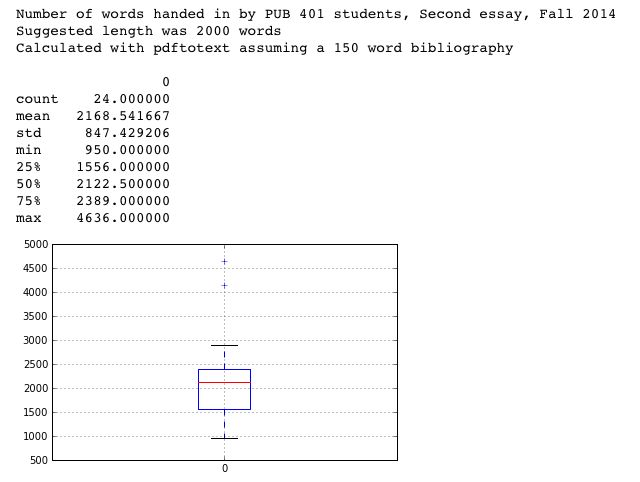 Number of words handed in by PUB 401 students, Second essay, Fall 2014
Suggested length was 2000 words
Calculated with pdftotext assuming a 150 word bibliography
0
count 24.000000
mean 2168.541667
std 847.429206
min 950.000000
25% 1556.000000
50% 2122.500000
75% 2389.000000
max 4636.000000
5000
4500
4000
3500
3000
2500
2000
1500
1000
500
0